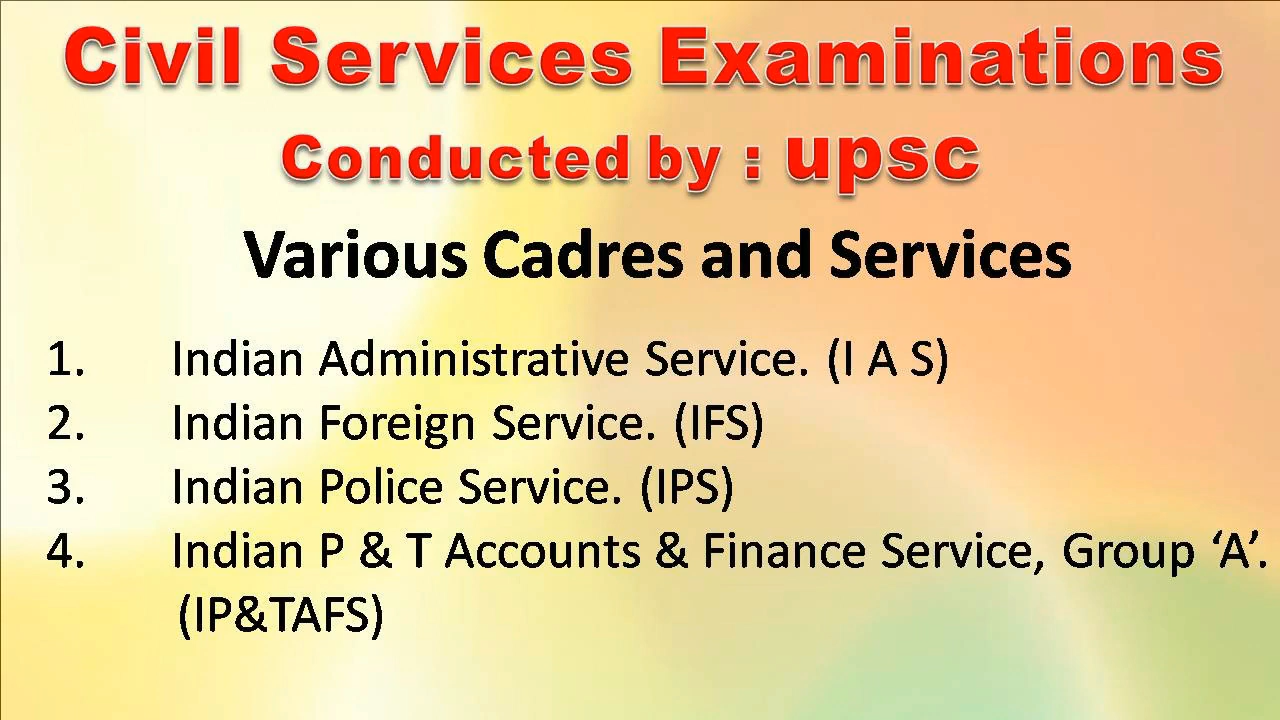 Civil Services Examinations
Conducted by : upsc
Various Cadres and Services
1. Indian Administrative Service. (I A S)
2. Indian Foreign Service. (IFS)
3. Indian Police Service. (IPS)
4. Indian P & T Accounts & Finance Service, Group ‘A’.
(IP&TAFS)